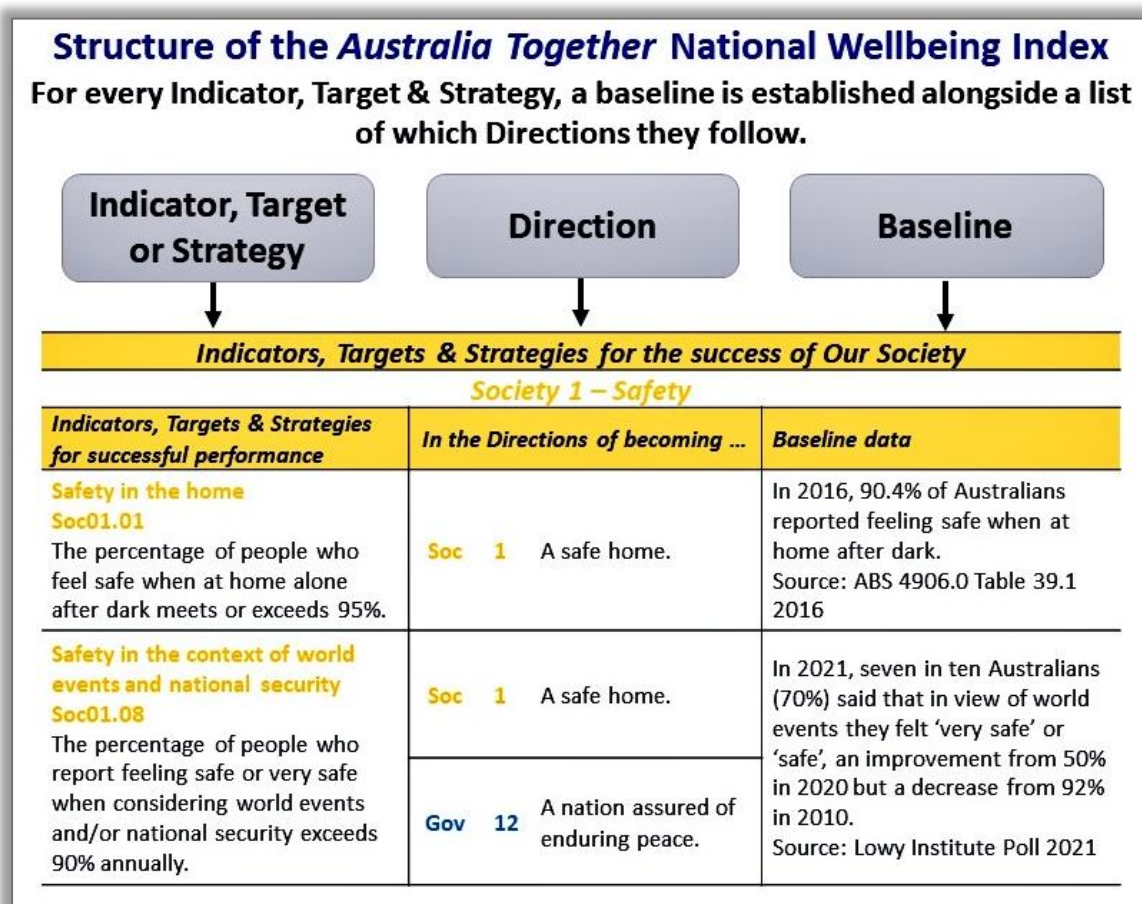 Structure of the Australia Together National Wellbeing Index
For every Indicator, Target & Strategy, a baseline is established alongside a list
of which Directions they follow.
Indicator, Target
or Strategy
Direction
Baseline
Indicators, Targets & Strategies for the success of Our Society
Society 1 – Safety
Indicators, Targets & Strategies
for successful performance
In the Directions of becoming ...
Baseline data
Safety in the home
Soc01.01
The percentage of people who
feel safe when at home alone
after dark meets or exceeds 95%.
Soc 1 A safe home.
In 2016, 90.4% of Australians
reported feeling safe when at
home after dark.
Source: ABS 4906.0 Table 39.1
2016
Safety in the context of world
events and national security
Soc01.08
The percentage of people who
report feeling safe or very safe
when considering world events
and/or national security exceeds
90% annually.
Soc 1 A safe home.
Gov 12 A nation assured of
enduring peace.
In 2021, seven in ten Australians
(70%) said that in view of world
events they felt ‘very safe’ or
‘safe’, an improvement from 50%
in 2020 but a decrease from 92%
in 2010.
Source: Lowy Institute Poll 2021